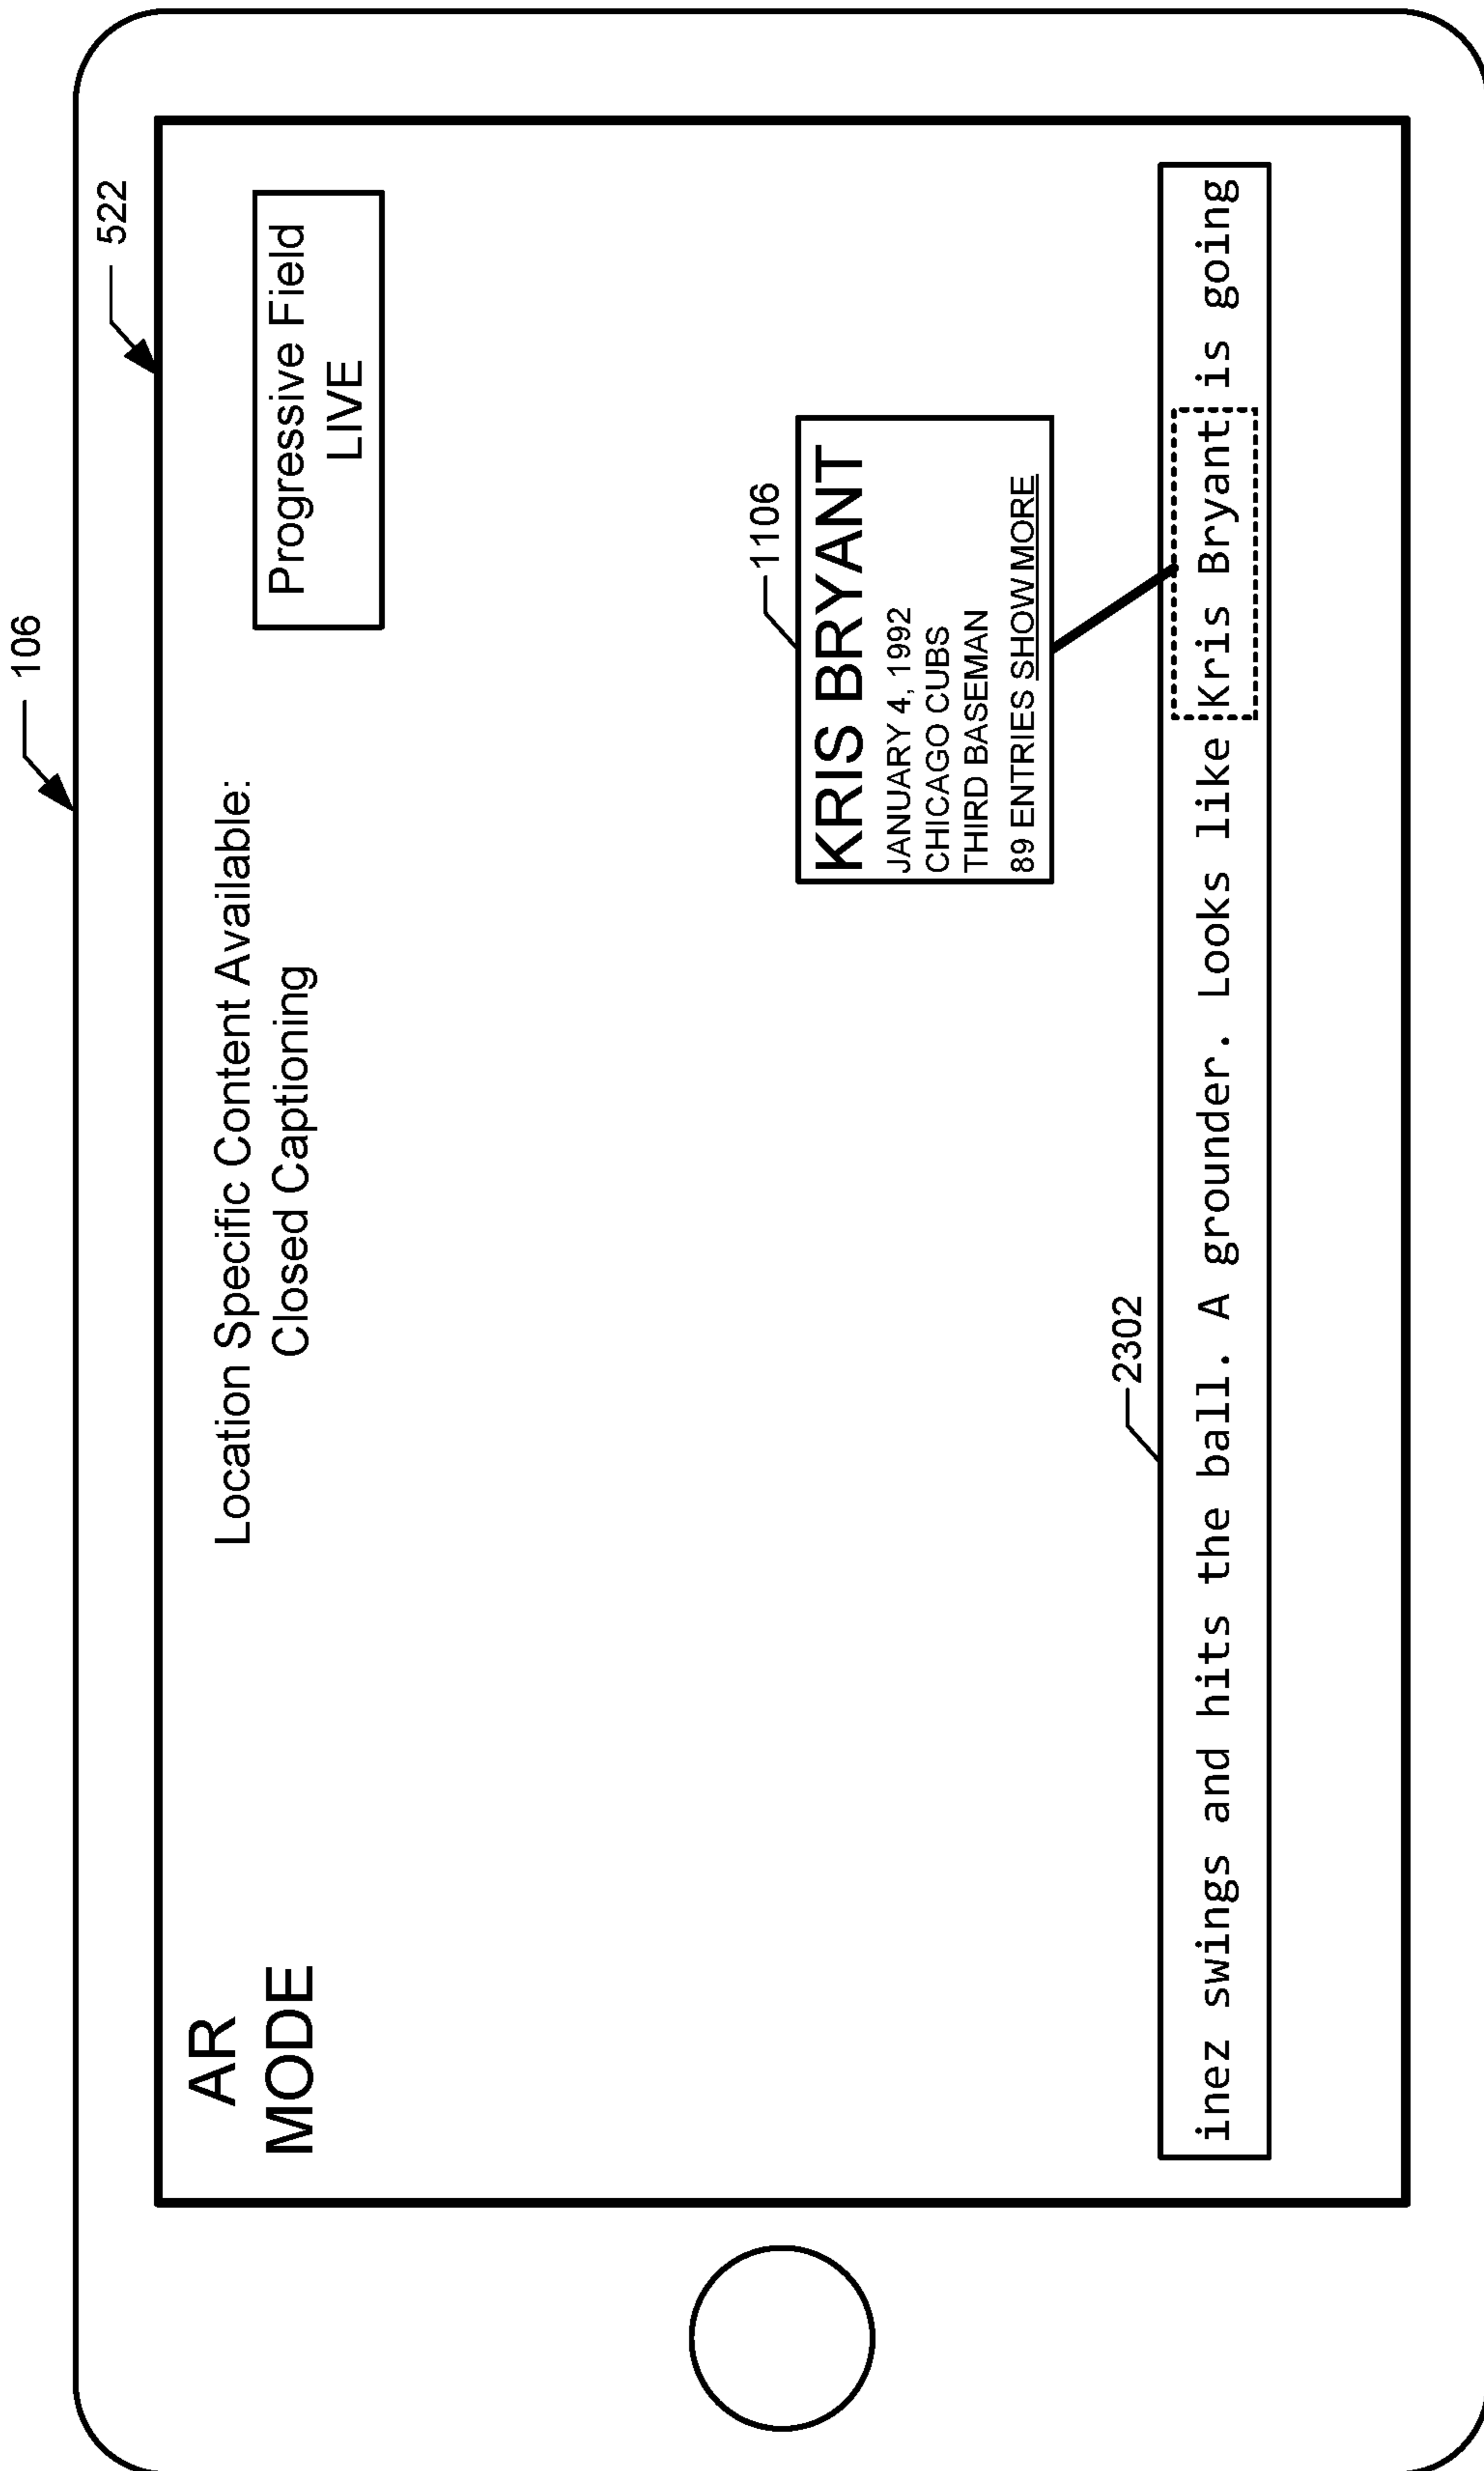 106
522
AR
MODE
Location Specific Content Available:
Closed Captioning
Progressive Field
LIVE
1106
KRIS BRYANT
JANUARY 4, 1992
CHICAGO CUBS
THIRD BASEMAN
89 ENTRIES SHOW MORE
2302
inez swings and hits the ball. A grounder. Looks like Kris Bryant is going